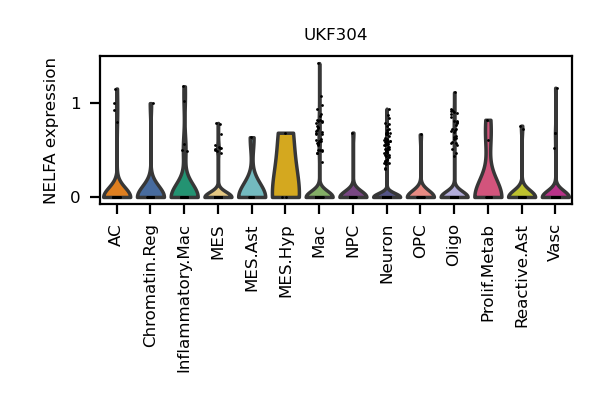 UKF304
NELFA expression
1
0
AC
Chromatin.Reg
Inflammatory.Mac
MES
MES.Ast
MES.Hyp
Mac
NPC
Neuron
OPC
Oligo
Prolif.Metab
Reactive.Ast
Vasc